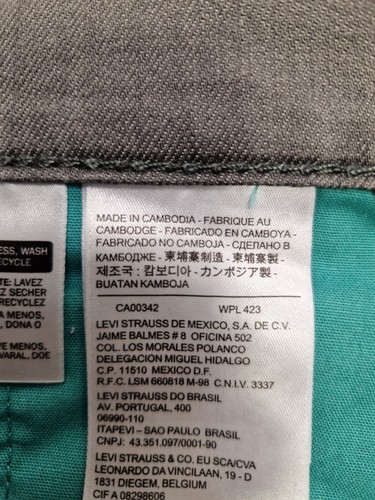 ESS, WASH
ECYCLE
TE: LAVEZ
Z SECHER
RECYCLEZ
A MENOS,
, DONA O
VE MENOS,
VARAL, DOE
MADE IN CAMBODIA - FABRIQUE AU
CAMBODGE - FABRICADO EN CAMBOYA -
FABRICADO NO CAMBOJA - СДЕЛАНО В
КАМБОДЖЕ - 柬埔寨制造 - 柬埔寨製 -
제조국 : 캄보디아 - カンボジア製 -
BUATAN KAMBOJA
CA00342 WPL 423
LEVI STRAUSS DE MEXICO, S.A. DE C.V.
JAIME BALMES # 8 OFICINA 502
COL. LOS MORALES POLANCO
DELEGACION MIGUEL HIDALGO
C.P. 11510 MEXICO D.F.
R.F.C. LSM 660818 M-98 C.N.I.V. 3337
LEVI STRAUSS DO BRASIL
AV. PORTUGAL, 400
06990-110
ITAPEVI – SAO PAULO BRASIL
CNPJ: 43.351.097/0001-90
LEVI STRAUSS & CO. EU SCA/CVA
LEONARDO DA VINCILAAN, 19 - D
1831 DIEGEM, BELGIUM
CIF A 08298606